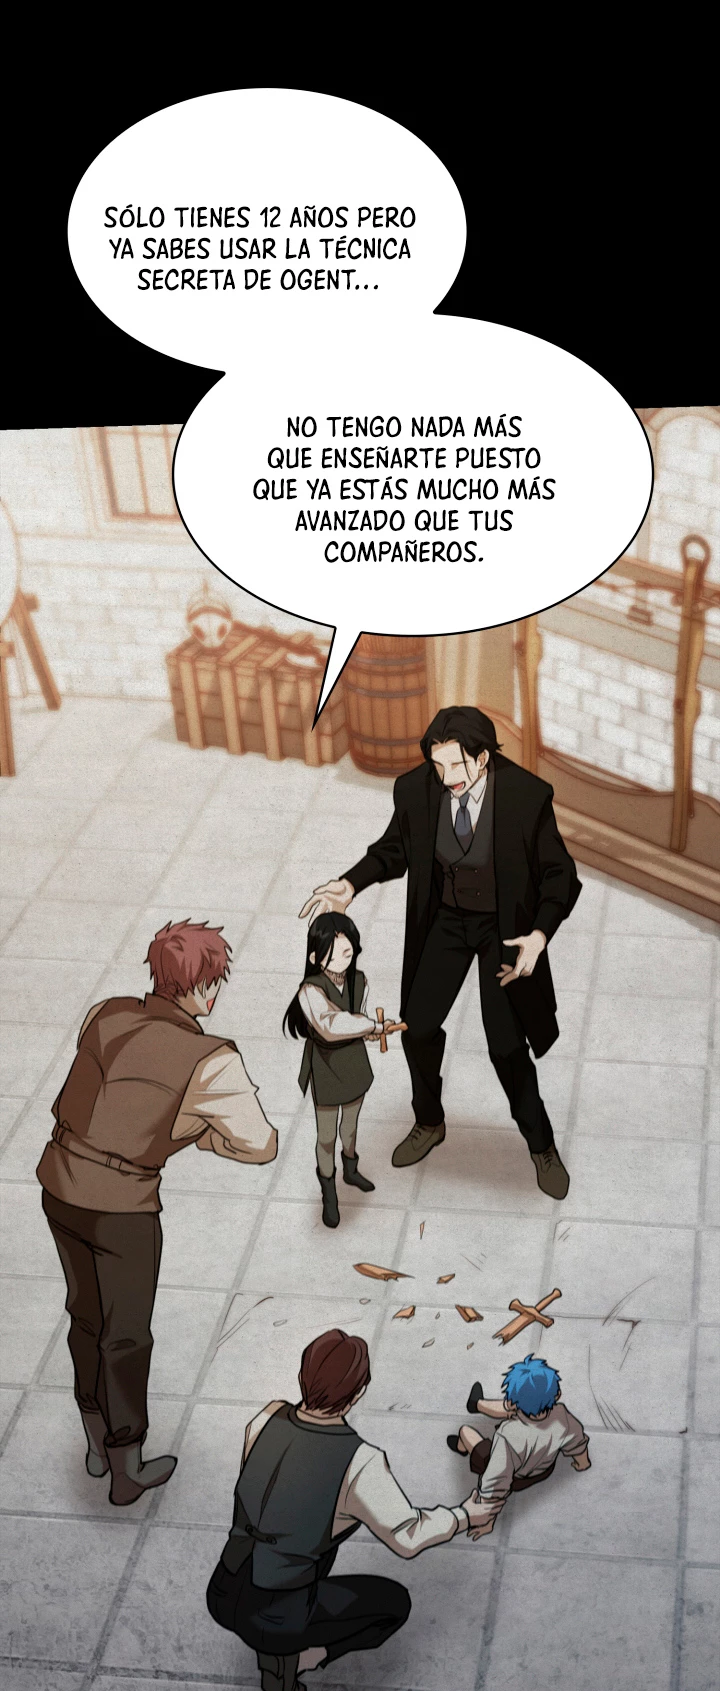 SÓLO TIENES 12 AÑOS PERO
YA SABES USAR LA TÉCNICA
SECRETA DE OGENT...
NO TENGO NADA MÁS
QUE ENSEÑARTE PUESTO
QUE YA ESTÁS MUCHO MÁS
AVANZADO QUE TUS
COMPAÑEROS.